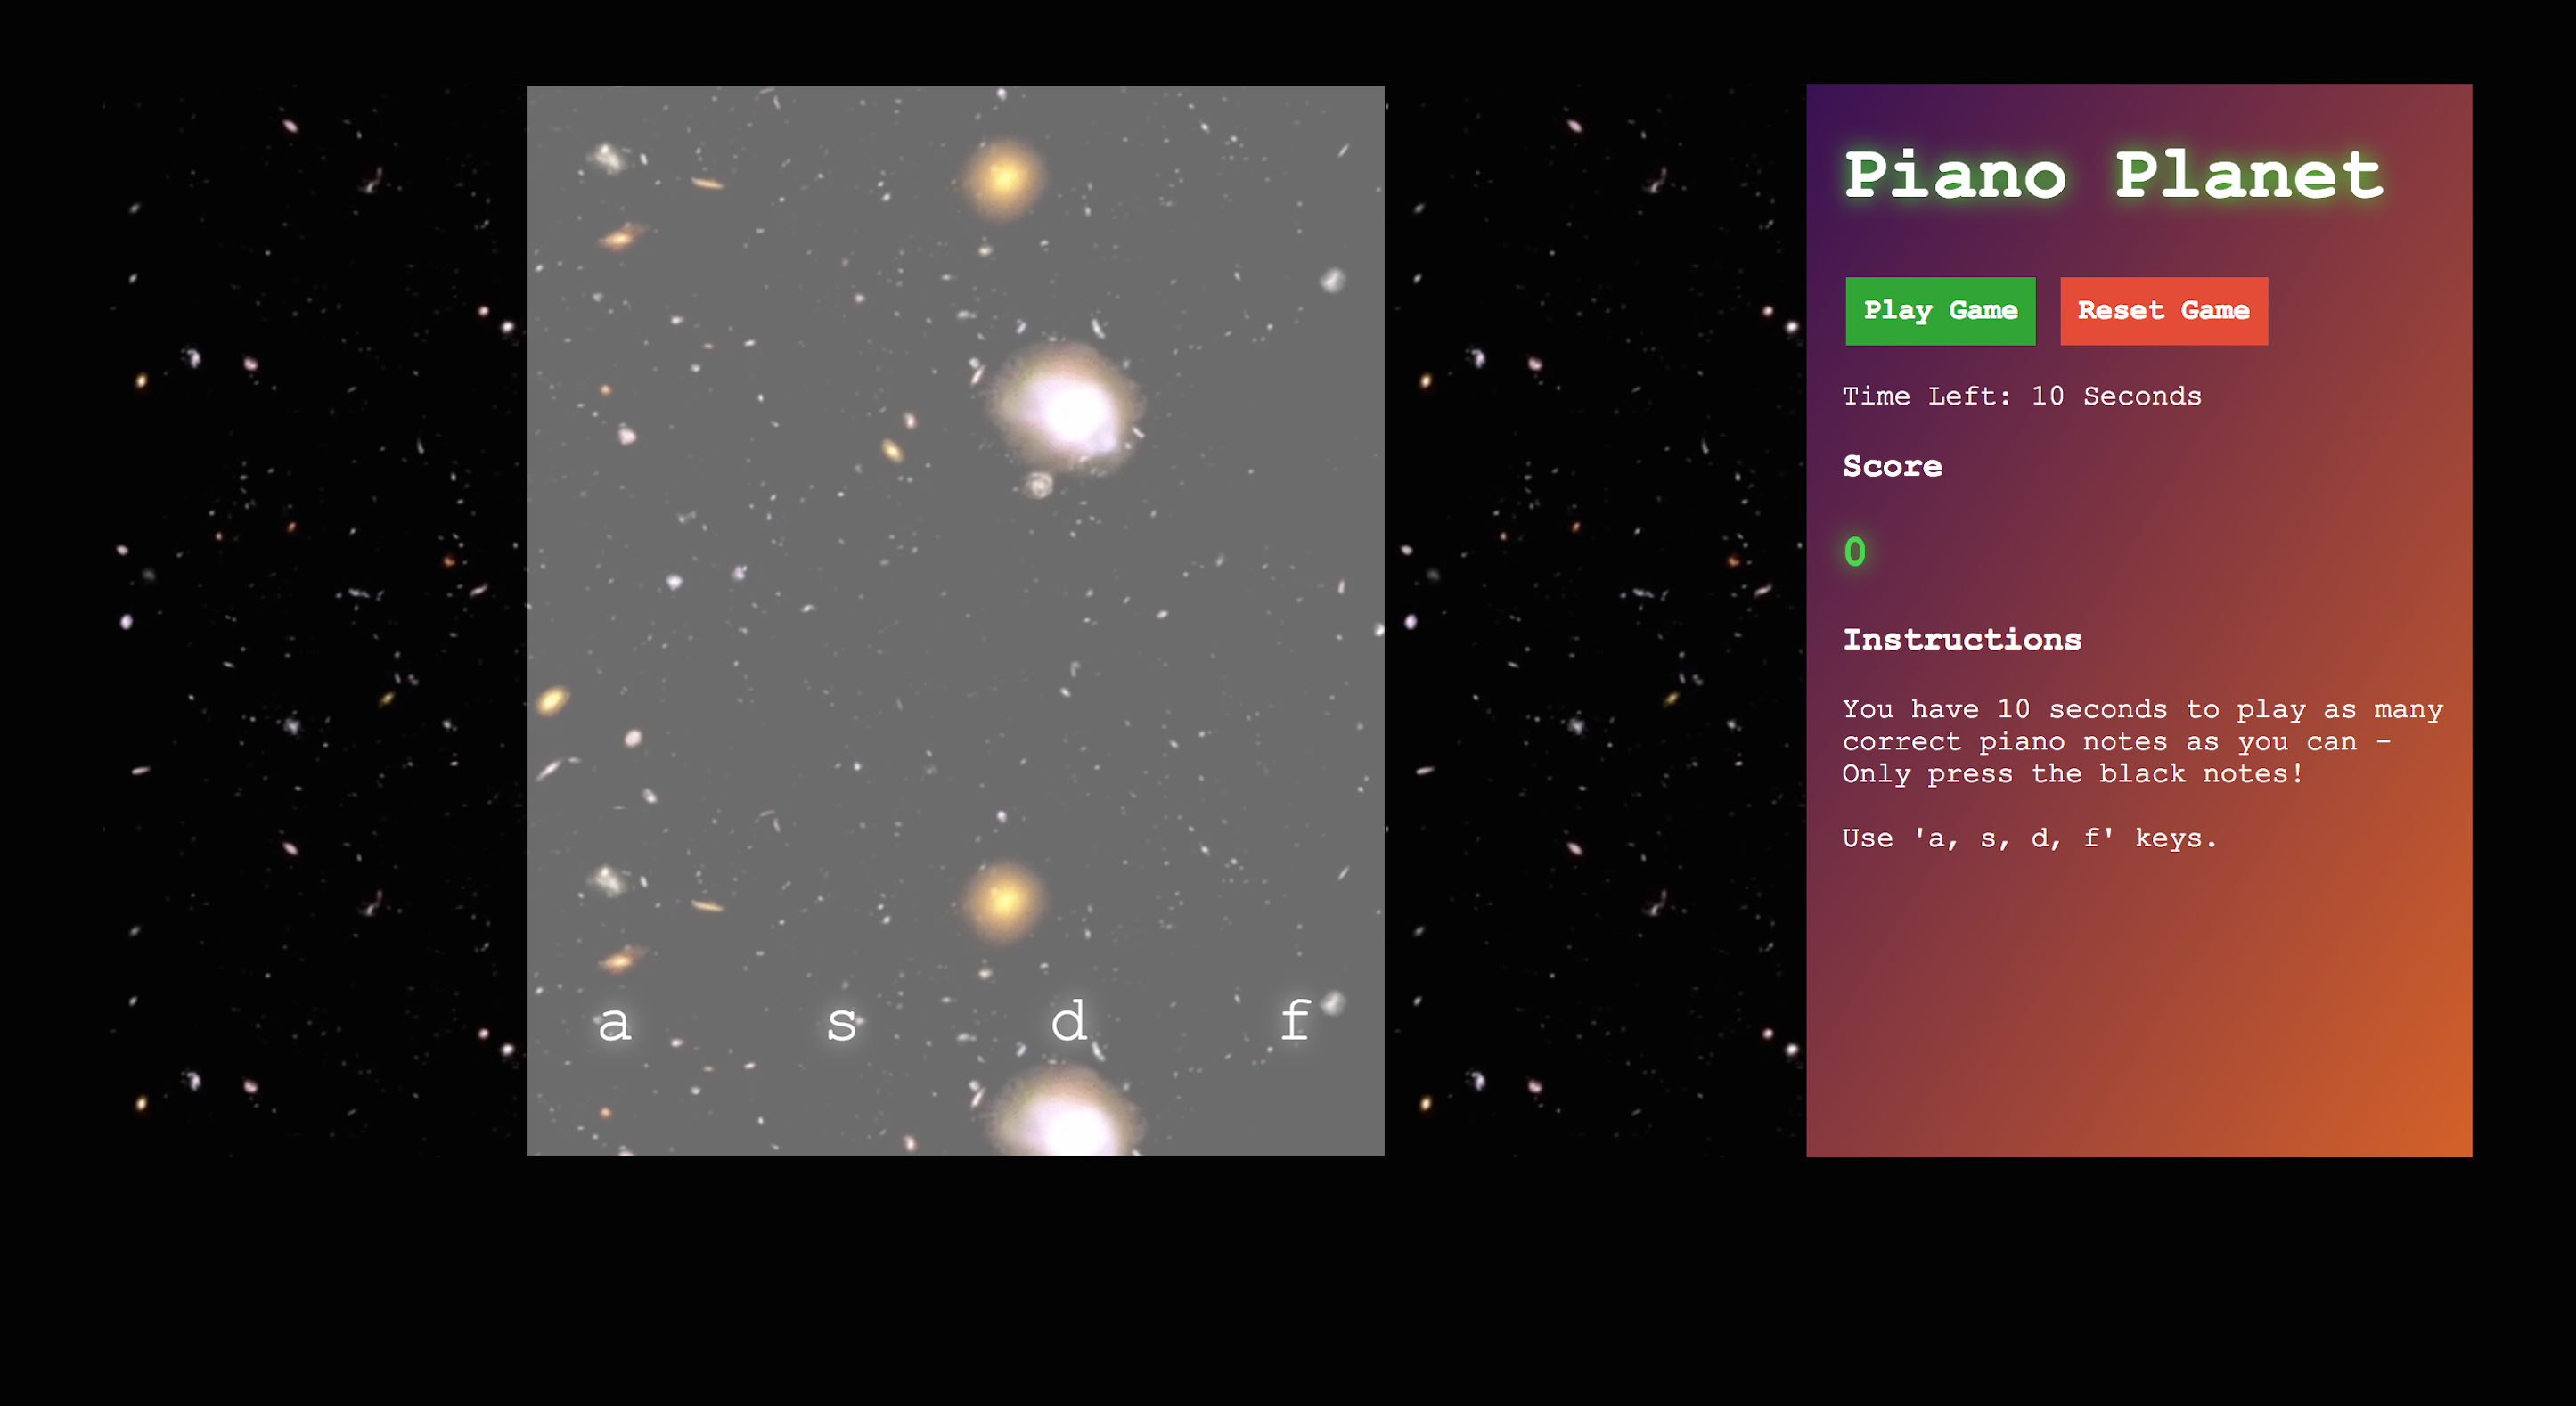 Piano Planet
Play Game
Reset Game
Time Left: 10 Seconds
Score
0
Instructions
You have 10 seconds to play as many
correct piano notes as you can -
Only press the black notes!
Use 'a, s, d, f' keys.
a s d f